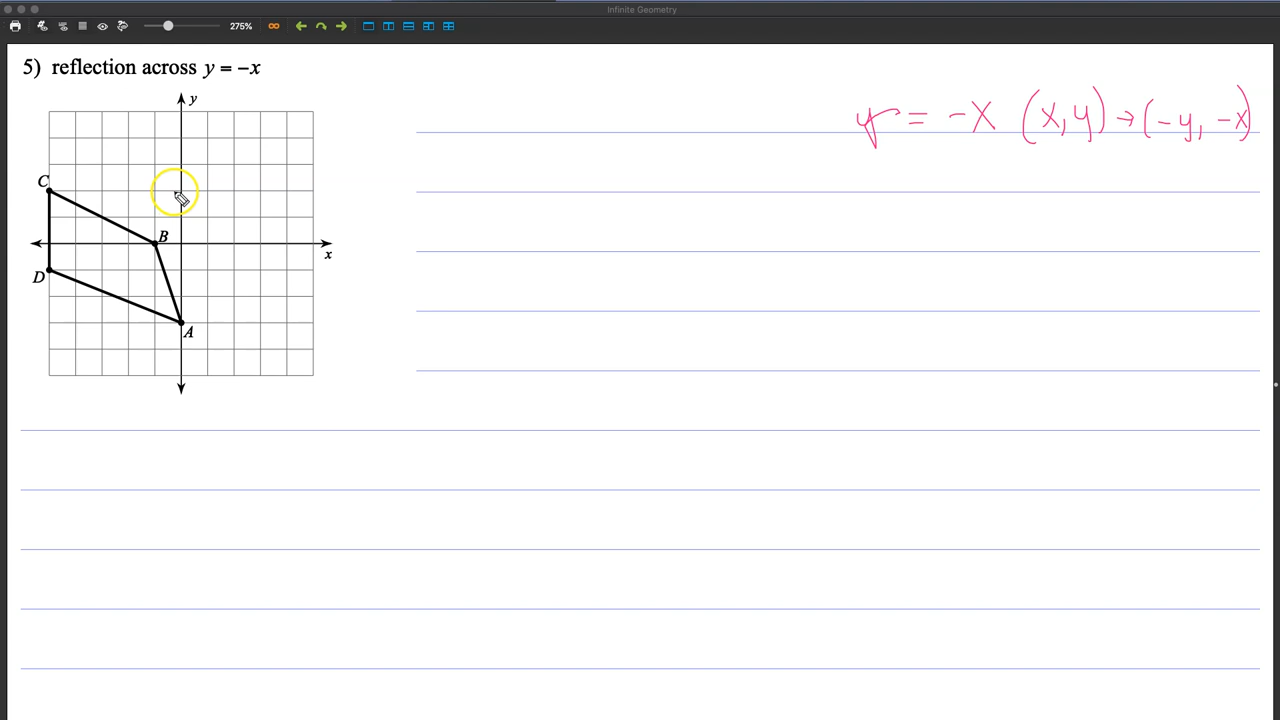 Infinite Geometry
275%
5) reflection across y = −x
y = -x (x,y) → (-y, -x)
y
C
B
x
D
A